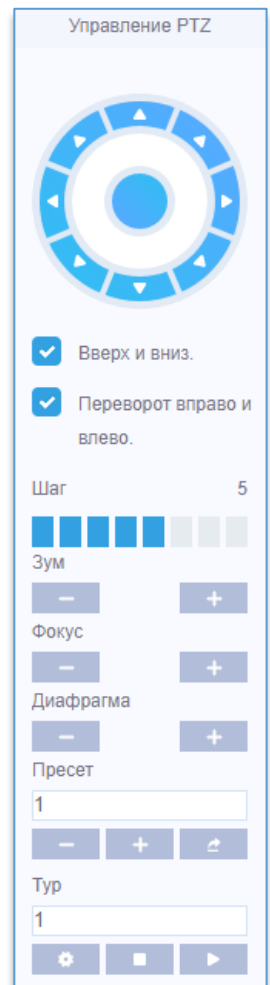 Управление PTZ
Вверх и вниз.
Переворот вправо и
влево.
Шаг 5
Зум
Фокус
Диафрагма
Пресет
1
Тур
1